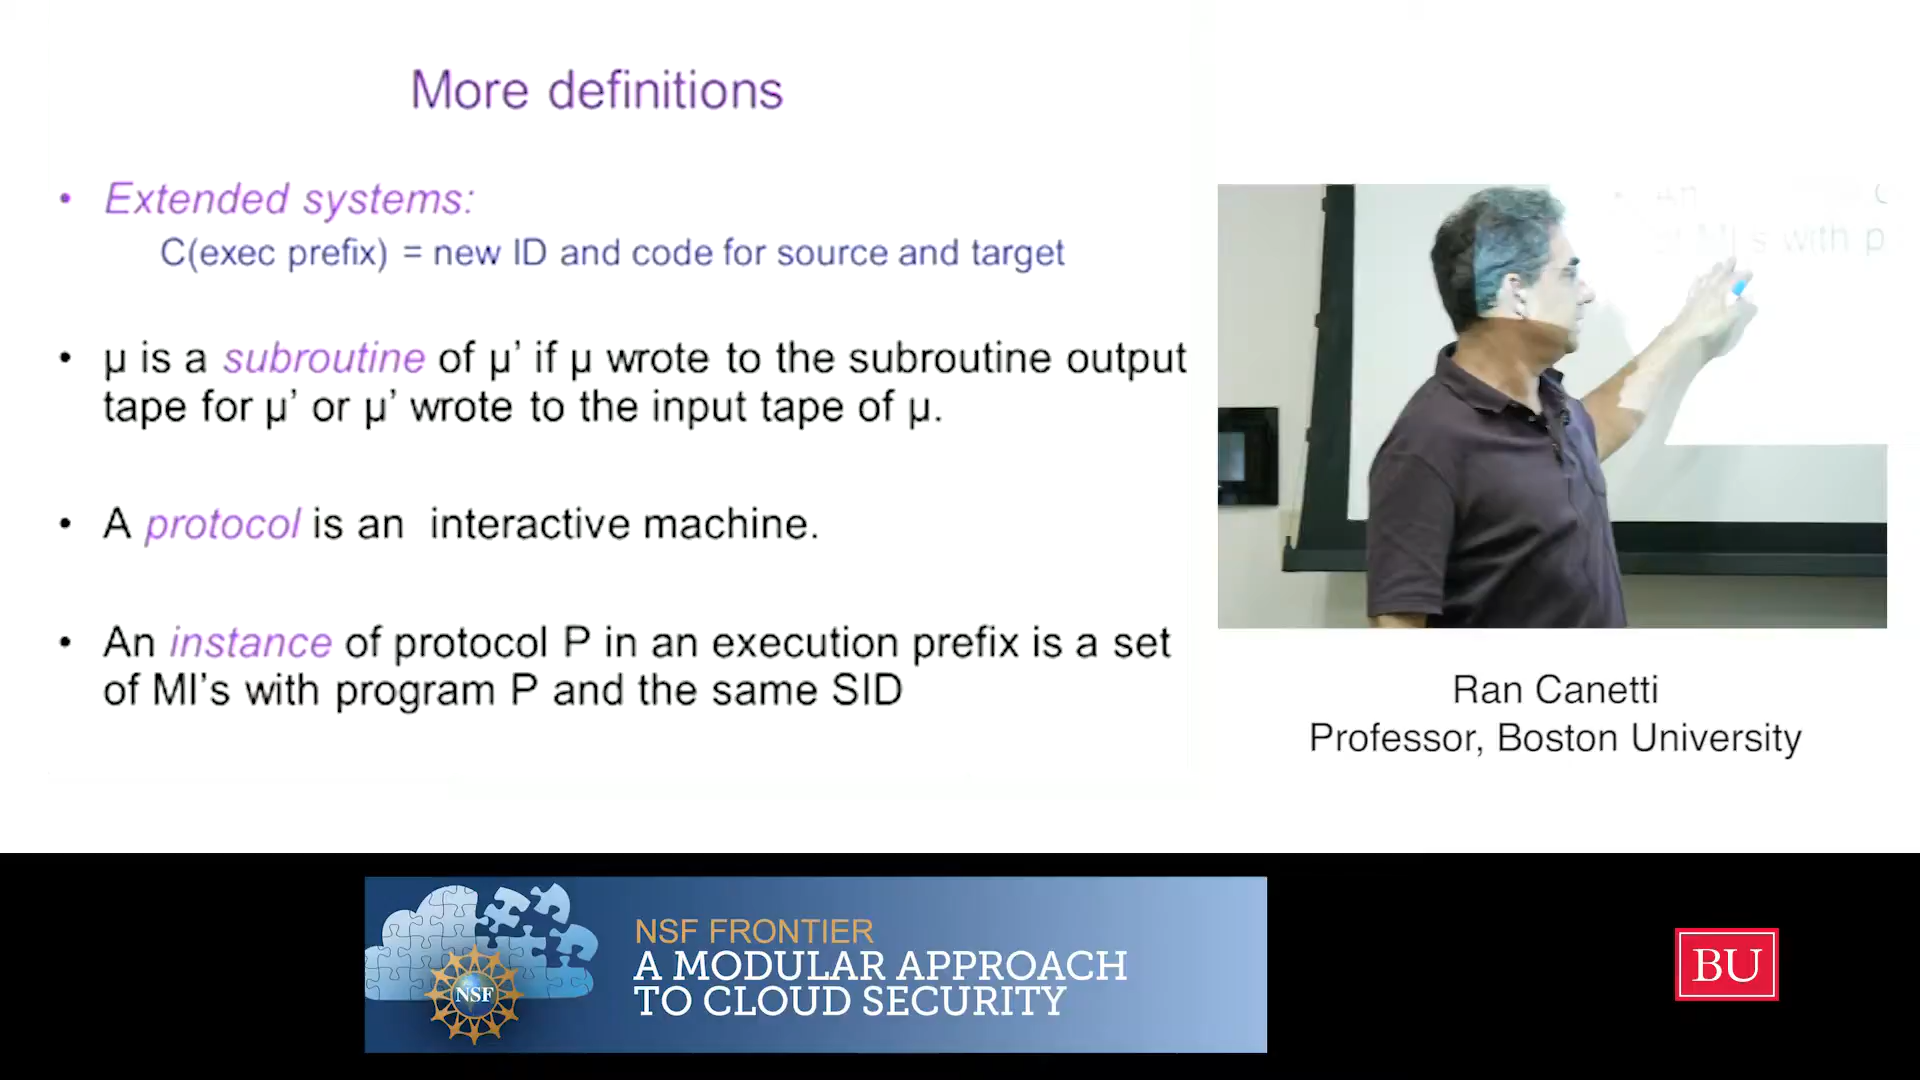 More definitions
• Extended systems:
C(exec prefix) = new ID and code for source and target
• μ is a subroutine of μ’ if μ wrote to the subroutine output
tape for μ’ or μ’ wrote to the input tape of μ.
• A protocol is an interactive machine.
• An instance of protocol P in an execution prefix is a set
of MI’s with program P and the same SID
An
MI's with p
Ran Canetti
Professor, Boston University
NSF
NSF FRONTIER
A MODULAR APPROACH
TO CLOUD SECURITY
BU